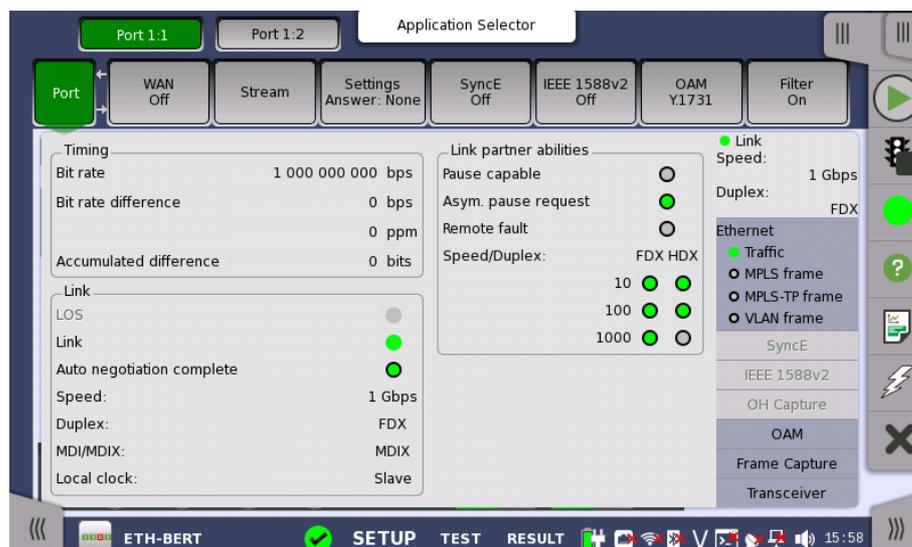 Application Selector
Port 1:1
Port 1:2
Port
WAN
Off
Stream
Settings
Answer: None
SyncE
Off
IEEE 1588v2
Off
OAM
Y.1731
Filter
On
Timing
Bit rate 1 000 000 000 bps
Bit rate difference 0 bps
0 ppm
Accumulated difference 0 bits
Link
LOS
Link
Auto negotiation complete
Speed: 1 Gbps
Duplex: FDX
MDI/MDIX: MDIX
Local clock: Slave
Link partner abilities
Pause capable
Asym. pause request
Remote fault
Speed/Duplex: FDX HDX
10
100
1000
Link
Speed:
1 Gbps
Duplex:
FDX
Ethernet
Traffic
MPLS frame
MPLS-TP frame
VLAN frame
SyncE
IEEE 1588v2
OH Capture
OAM
Frame Capture
Transceiver
ETH-BERT SETUP TEST RESULT V 15:58